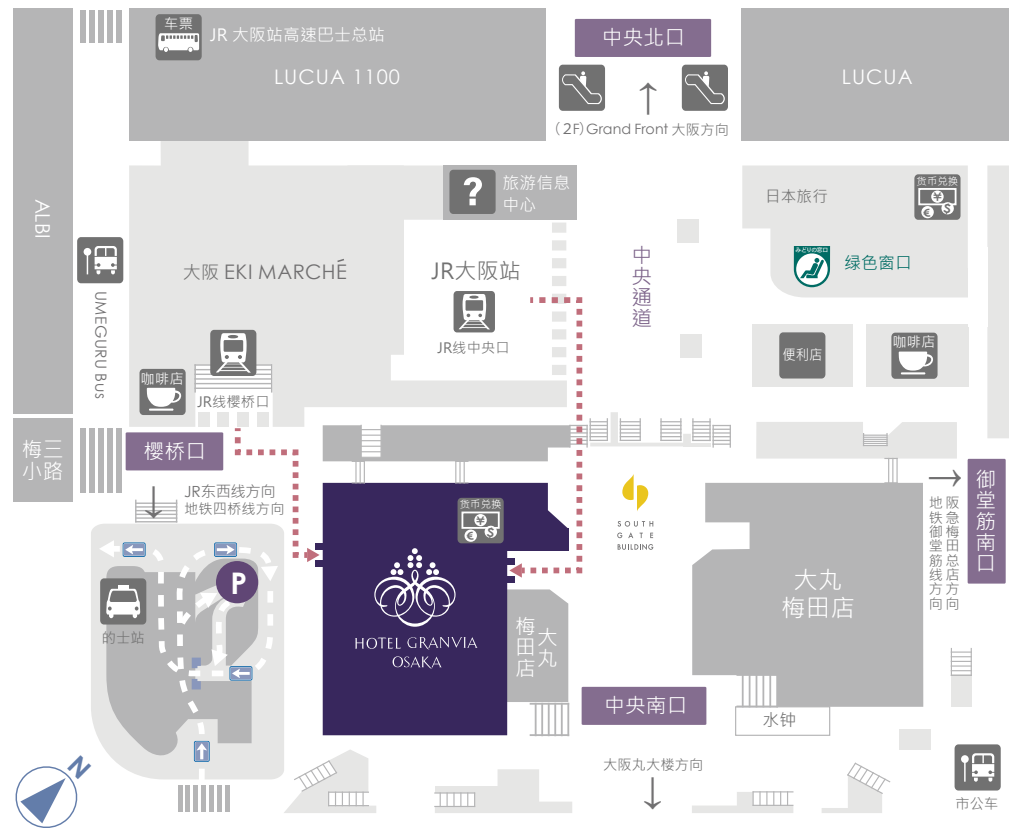 车票
JR 大阪站高速巴士总站
LUCUA 1100
中央北口
(2F)Grand Front 大阪方向
LUCUA
ALBI
旅游信息
中心
?
日本旅行
货币兑换
みどりの窓口
绿色窗口
UMEGURU Bus
大阪 EKI MARCHÉ
JR大阪站
JR线中央口
中央通道
便利店
咖啡店
咖啡店
JR线樱桥口
梅三
小路
樱桥口
JR东西线方向
地铁四桥线方向
货币兑换
SOUTH
GATE
BUILDING
御堂筋南口
阪急梅田总店方向
地铁御堂筋线方向
P
的士站
HOTEL GRANVIA
OSAKA
大丸
梅田店
大丸
梅田店
中央南口
水钟
大阪丸大楼方向
市公车
N